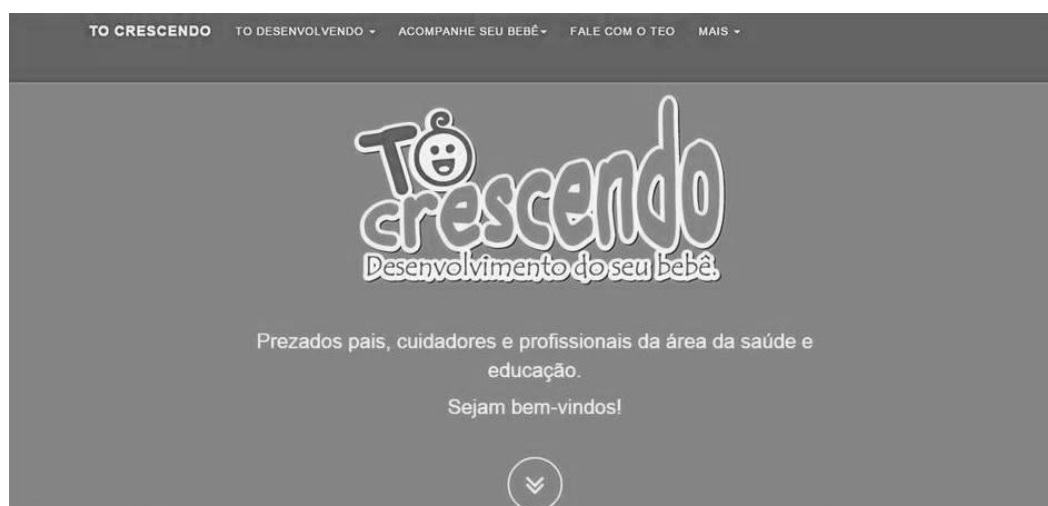 TO CRESCENDO TO DESENVOLVENDO ACOMPANHE SEU BEBÊ FALE COM O TEO MAIS
TÔ
crescendo
Desenvolvimento do seu bebê.
Prezados pais, cuidadores e profissionais da área da saúde e
educação.
Sejam bem-vindos!